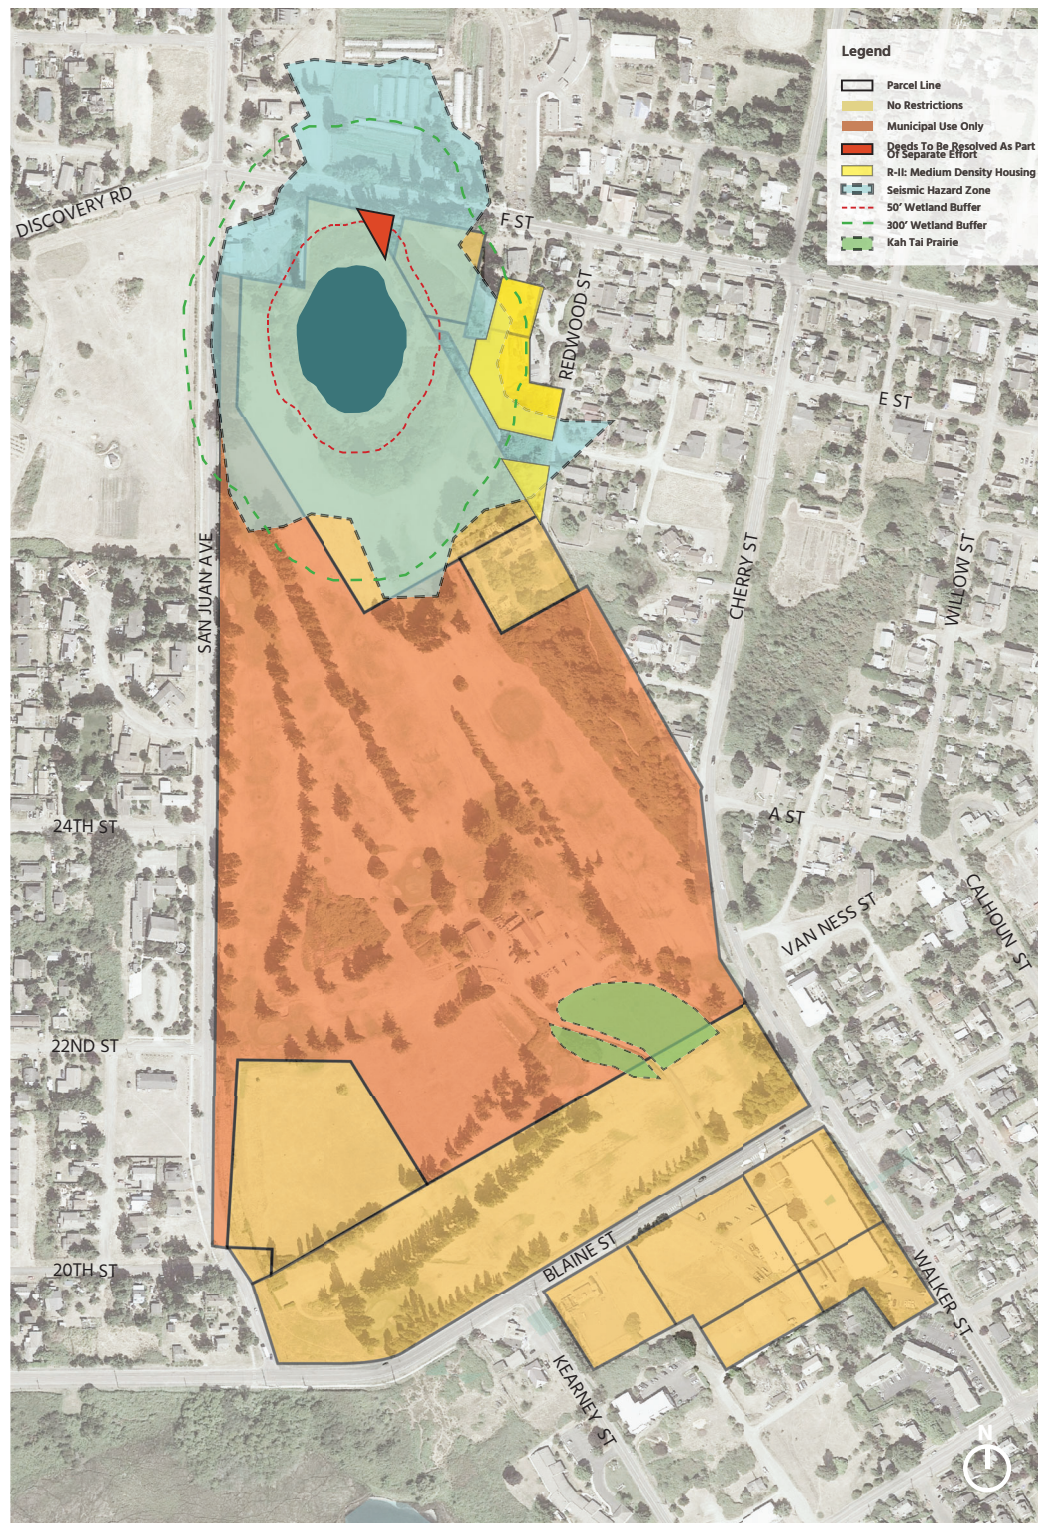 Legend
Parcel Line
No Restrictions
Municipal Use Only
Deeds To Be Resolved As Part
Of Separate Effort
R-II: Medium Density Housing
Seismic Hazard Zone
50' Wetland Buffer
300' Wetland Buffer
Kah Tai Prairie
DISCOVERY RD
F ST
REDWOOD ST
E ST
SAN JUAN AVE
CHERRY ST
WILLOW ST
24TH ST
A ST
VAN NESS ST
CALHOUN ST
22ND ST
20TH ST
BLAINE ST
WALKER ST
KEARNEY ST
N